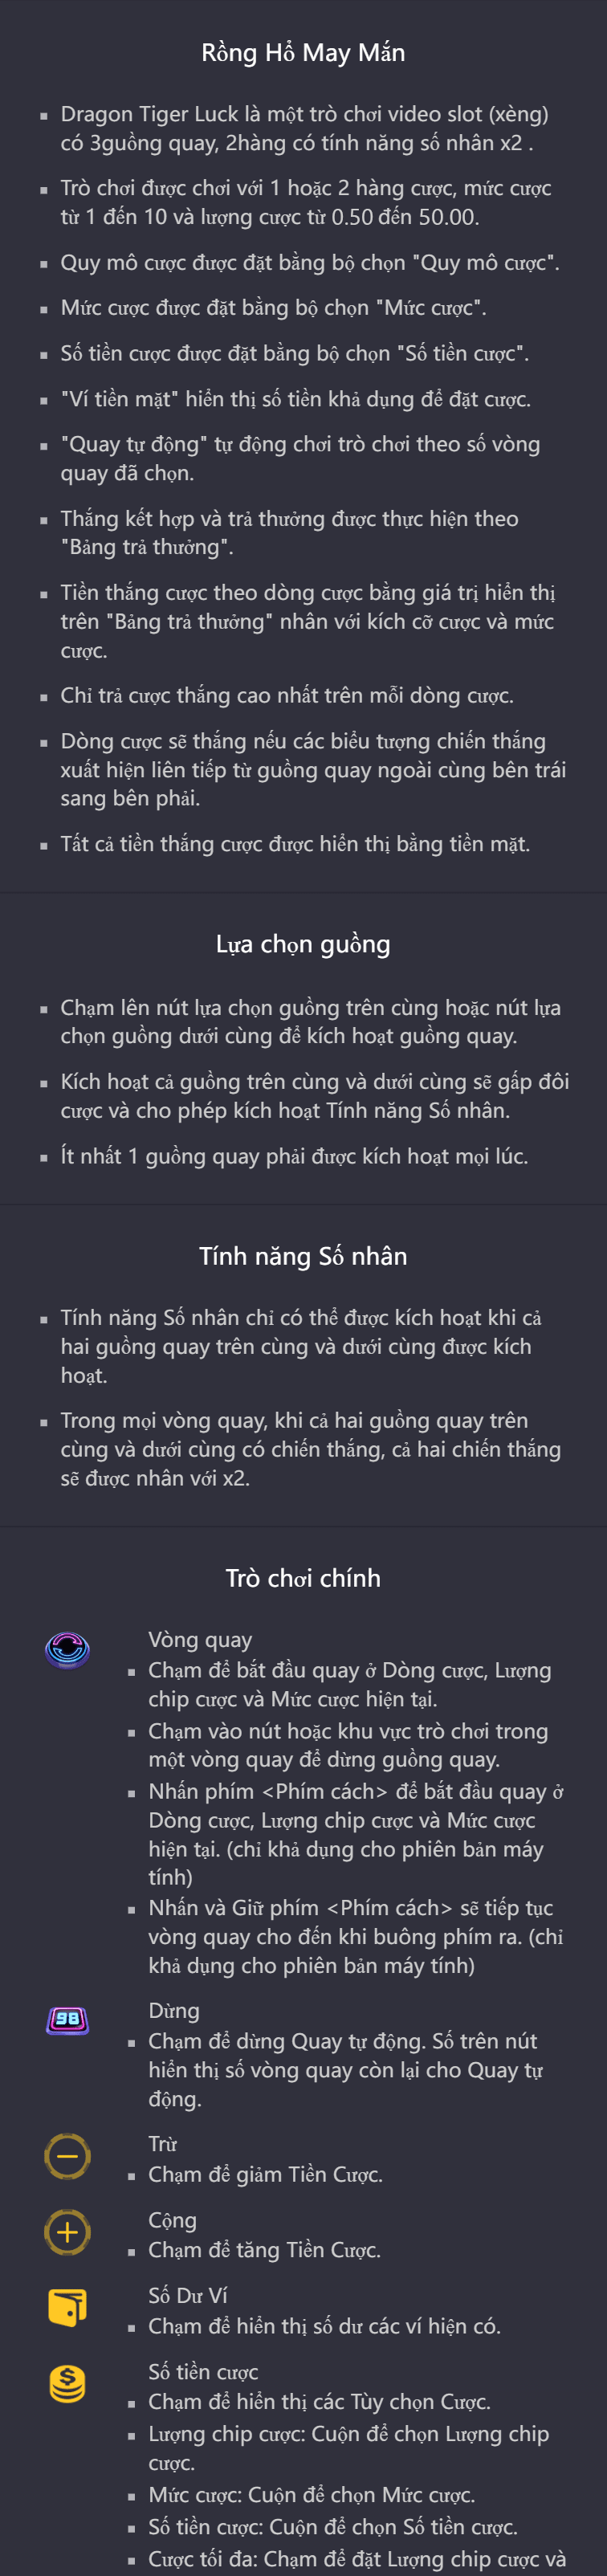 Rồng Hổ May Mắn
Dragon Tiger Luck là một trò chơi video slot (xèng)
có 3guồng quay, 2hàng có tính năng số nhân x2 .
Trò chơi được chơi với 1 hoặc 2 hàng cược, mức cược
từ 1 đến 10 và lượng cược từ 0.50 đến 50.00.
Quy mô cược được đặt bằng bộ chọn "Quy mô cược".
Mức cược được đặt bằng bộ chọn "Mức cược".
Số tiền cược được đặt bằng bộ chọn "Số tiền cược".
"Ví tiền mặt" hiển thị số tiền khả dụng để đặt cược.
"Quay tự động" tự động chơi trò chơi theo số vòng
quay đã chọn.
Thắng kết hợp và trả thưởng được thực hiện theo
"Bảng trả thưởng".
Tiền thắng cược theo dòng cược bằng giá trị hiển thị
trên "Bảng trả thưởng" nhân với kích cỡ cược và mức
cược.
Chỉ trả cược thắng cao nhất trên mỗi dòng cược.
Dòng cược sẽ thắng nếu các biểu tượng chiến thắng
xuất hiện liên tiếp từ guồng quay ngoài cùng bên trái
sang bên phải.
Tất cả tiền thắng cược được hiển thị bằng tiền mặt.
Lựa chọn guồng
Chạm lên nút lựa chọn guồng trên cùng hoặc nút lựa
chọn guồng dưới cùng để kích hoạt guồng quay.
Kích hoạt cả guồng trên cùng và dưới cùng sẽ gấp đôi
cược và cho phép kích hoạt Tính năng Số nhân.
Ít nhất 1 guồng quay phải được kích hoạt mọi lúc.
Tính năng Số nhân
Tính năng Số nhân chỉ có thể được kích hoạt khi cả
hai guồng quay trên cùng và dưới cùng được kích
hoạt.
Trong mọi vòng quay, khi cả hai guồng quay trên
cùng và dưới cùng có chiến thắng, cả hai chiến thắng
sẽ được nhân với x2.
Trò chơi chính
Vòng quay
Chạm để bắt đầu quay ở Dòng cược, Lượng
chip cược và Mức cược hiện tại.
Chạm vào nút hoặc khu vực trò chơi trong
một vòng quay để dừng guồng quay.
Nhấn phím <Phím cách> để bắt đầu quay ở
Dòng cược, Lượng chip cược và Mức cược
hiện tại. (chỉ khả dụng cho phiên bản máy
tính)
Nhấn và Giữ phím <Phím cách> sẽ tiếp tục
vòng quay cho đến khi buông phím ra. (chỉ
khả dụng cho phiên bản máy tính)
98
Dừng
Chạm để dừng Quay tự động. Số trên nút
hiển thị số vòng quay còn lại cho Quay tự
động.
Trừ
Chạm để giảm Tiền Cược.
Cộng
Chạm để tăng Tiền Cược.
Số Dư Ví
Chạm để hiển thị số dư các ví hiện có.
Số tiền cược
Chạm để hiển thị các Tùy chọn Cược.
Lượng chip cược: Cuộn để chọn Lượng chip
cược.
Mức cược: Cuộn để chọn Mức cược.
Số tiền cược: Cuộn để chọn Số tiền cược.
Cược tối đa: Chạm để đặt Lượng chip cược và